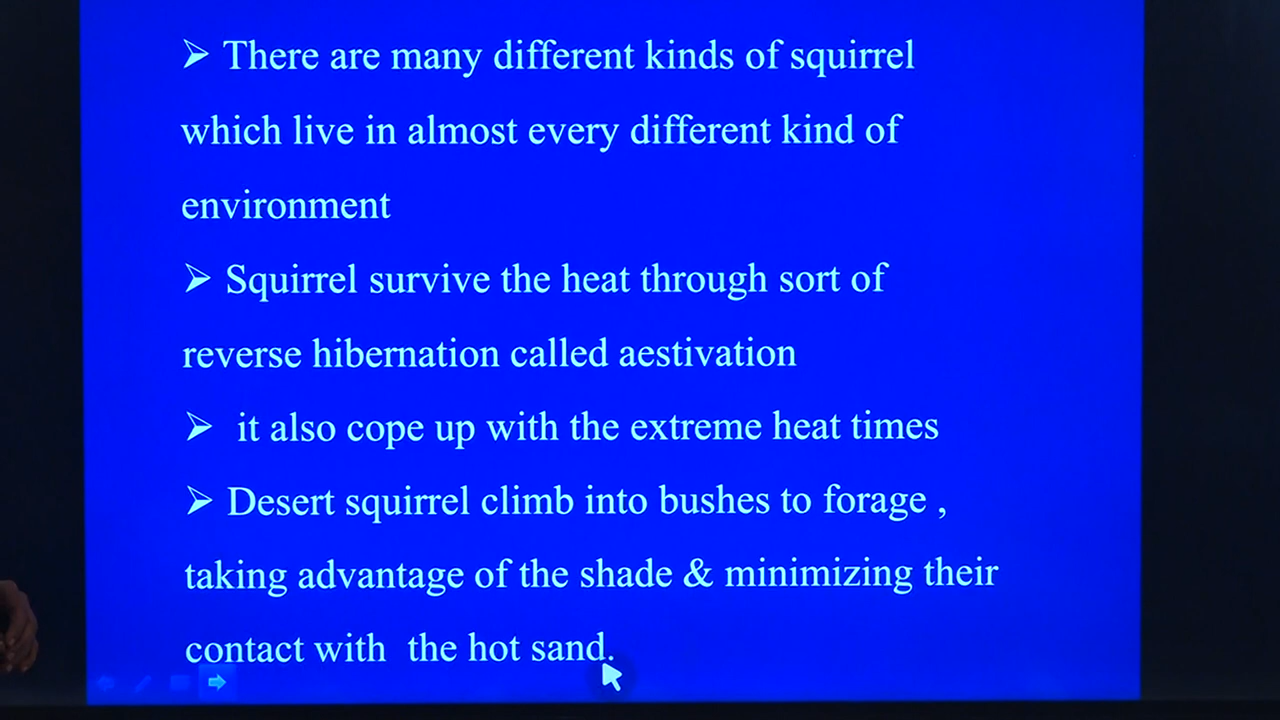 ➢ There are many different kinds of squirrel
which live in almost every different kind of
environment
➢ Squirrel survive the heat through sort of
reverse hibernation called aestivation
➢ it also cope up with the extreme heat times
➢ Desert squirrel climb into bushes to forage ,
taking advantage of the shade & minimizing their
contact with the hot sand.